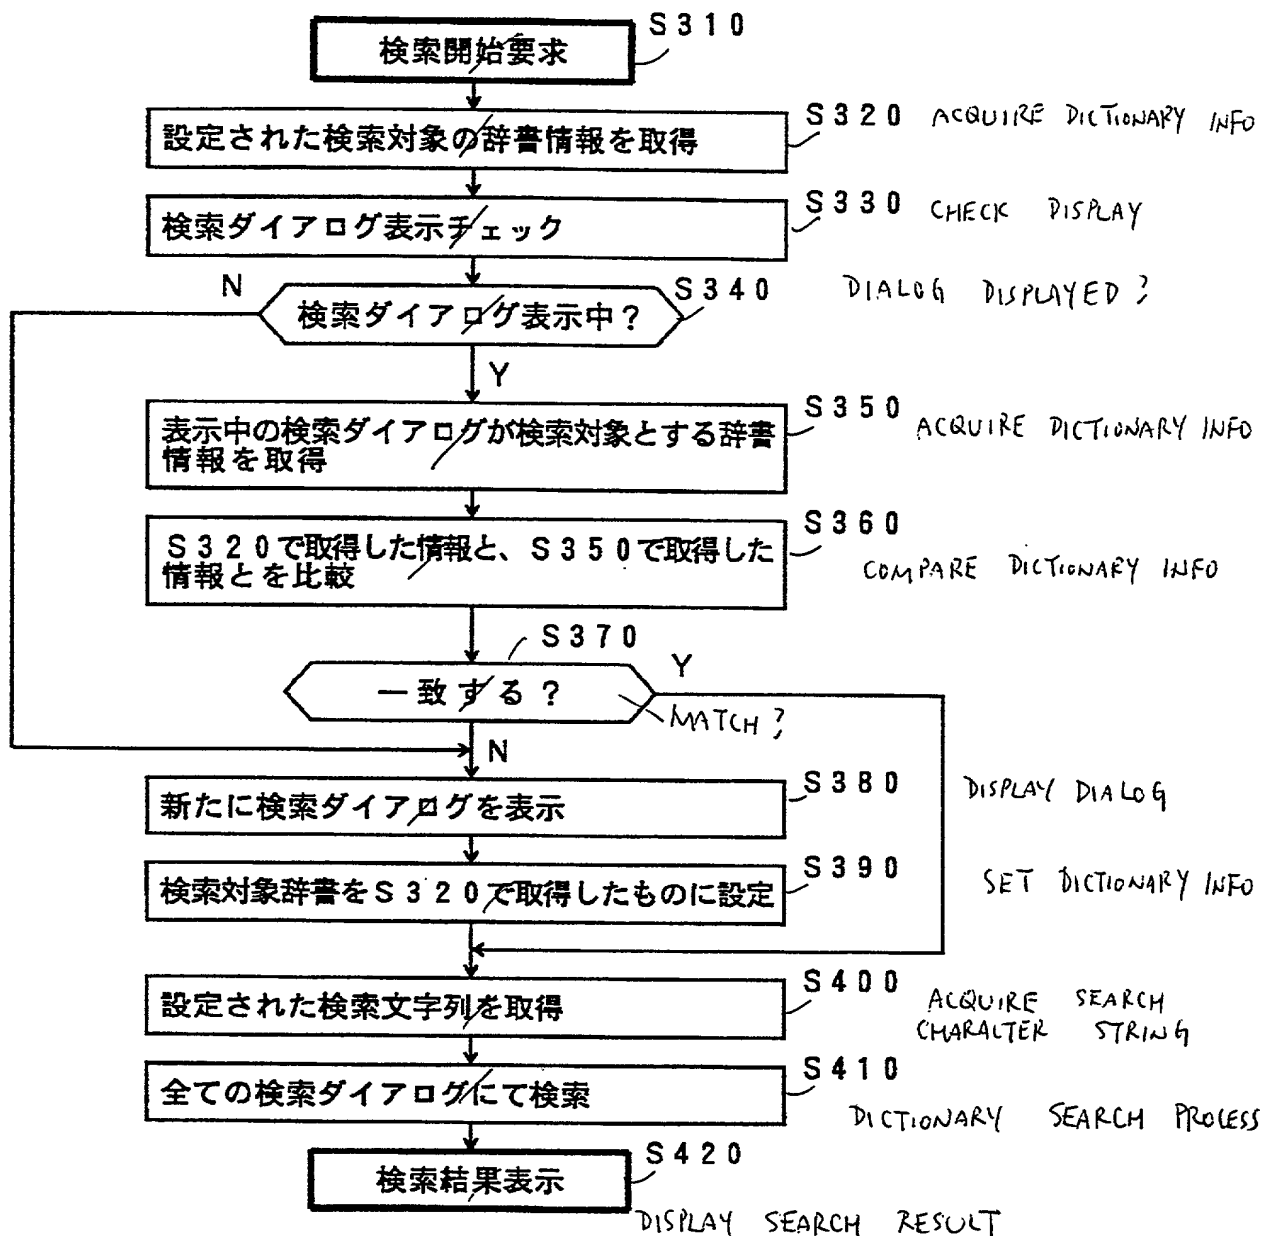 検索開始要求 S310
設定された検索対象の辞書情報を取得 S320 ACQUIRE DICTIONARY INFO
検索ダイアログ表示チェック S330 CHECK DISPLAY
N
検索ダイアログ表示中? S340 DIALOG DISPLAYED?
Y
表示中の検索ダイアログが検索対象とする辞書 S350 ACQUIRE DICTIONARY INFO
情報を取得
S320で取得した情報と、S350で取得した S360
情報とを比較 COMPARE DICTIONARY INFO
S370
一致する? Y
MATCH?
N
新たに検索ダイアログを表示 S380 DISPLAY DIALOG
検索対象辞書をS320で取得したものに設定 S390 SET DICTIONARY INFO
設定された検索文字列を取得 S400 ACQUIRE SEARCH
CHARACTER STRING
全ての検索ダイアログにて検索 S410
DICTIONARY SEARCH PROCESS
検索結果表示 S420
DISPLAY SEARCH RESULT